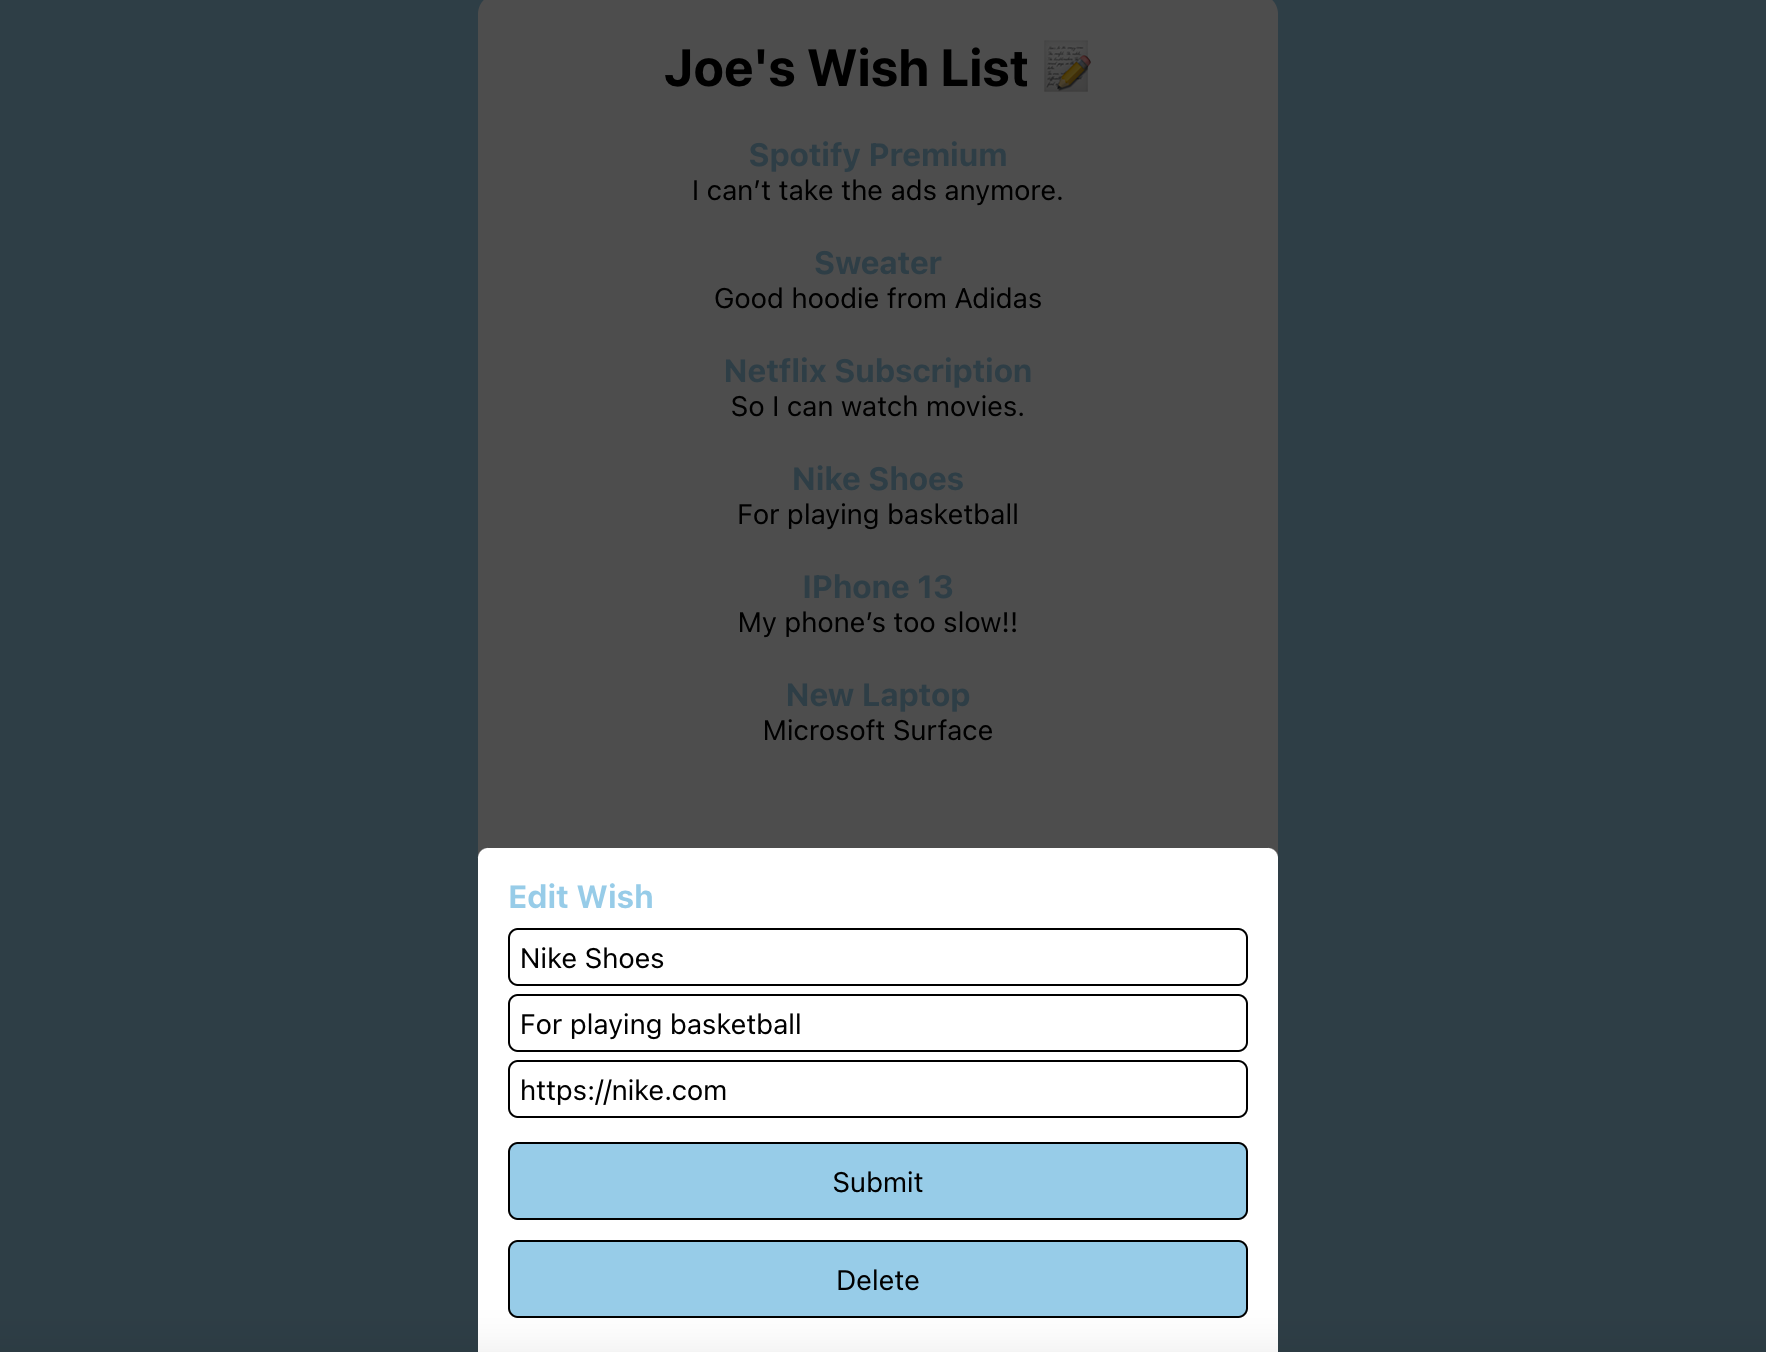 Joe's Wish List
Spotify Premium
I can’t take the ads anymore.
Sweater
Good hoodie from Adidas
Netflix Subscription
So I can watch movies.
Nike Shoes
For playing basketball
IPhone 13
My phone’s too slow!!
New Laptop
Microsoft Surface
Edit Wish
Nike Shoes
For playing basketball
https://nike.com
Submit
Delete